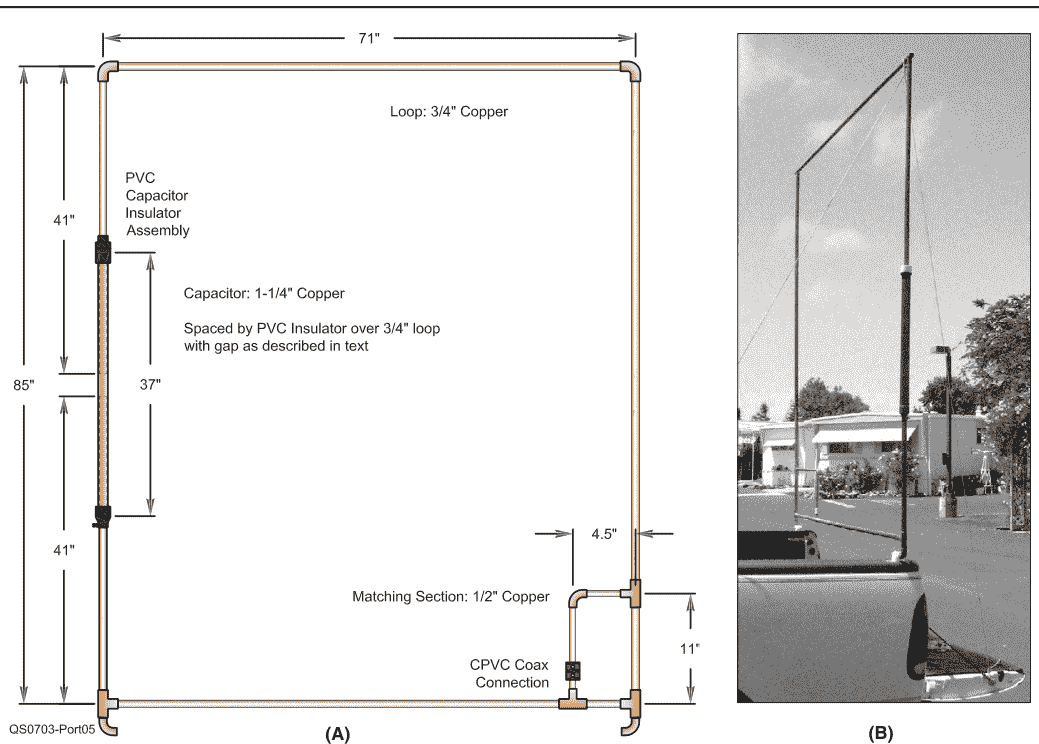 71"
Loop: 3/4" Copper
PVC
Capacitor
Insulator
Assembly
41"
Capacitor: 1-1/4" Copper
Spaced by PVC Insulator over 3/4" loop
with gap as described in text
85"
37"
41"
4.5"
Matching Section: 1/2" Copper
11"
CPVC Coax
Connection
QS0703-Port05
(A)
(B)